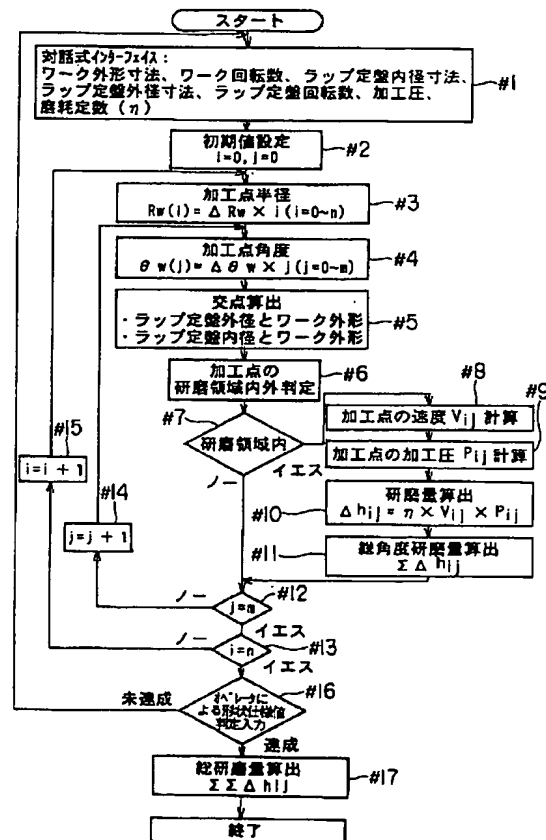 スタート
対話式インターフェイス：
ワーク外形寸法、ワーク回転数、ラップ定盤内径寸法、
ラップ定盤外径寸法、ラップ定盤回転数、加工圧、
磨耗定数（η）
#1
初期値設定
i=0, j=0
#2
加工点半径
Rw(i)= Δ Rw × i (i=0~n)
#3
加工点角度
θ w(j)= Δ θ w × j(j=0~m)
#4
交点算出
・ラップ定盤外径とワーク外形
・ラップ定盤内径とワーク外形
#5
加工点の
研磨領域内外判定
#6
#7
研磨領域内
イエス
ノー
#8
加工点の速度 Vij 計算
#9
加工点の加工圧 Pij 計算
研磨量算出
Δ hij = η × Vij × Pij
#10
総角度研磨量算出
Σ Δ hij
#11
#15
i=i + 1
#14
j=j + 1
j=m
#12
ノー
イエス
i=n
#13
ノー
イエス
オペレータに
よる形状仕様値
判定入力
#16
未達成
達成
総研磨量算出
Σ Σ Δ hij
#17
終了